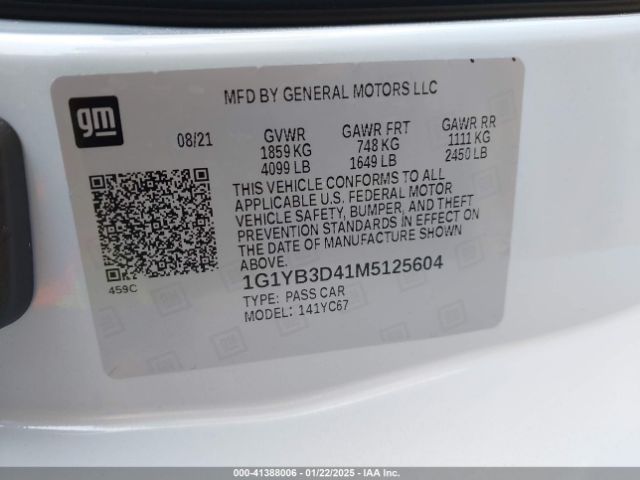 gm
MFD BY GENERAL MOTORS LLC
08/21
GVWR
1859 KG
4099 LB
GAWR FRT
748 KG
1649 LB
GAWR RR
1111 KG
2450 LB
THIS VEHICLE CONFORMS TO ALL
APPLICABLE U.S. FEDERAL MOTOR
VEHICLE SAFETY, BUMPER, AND THEFT
PREVENTION STANDARDS IN EFFECT ON
THE DATE OF MANUFACTURE SHOWN
ABOVE.
459C
1G1YB3D41M5125604
TYPE: PASS CAR
MODEL: 141YC67
000-41388006 - 01/22/2025 - IAA Inc.